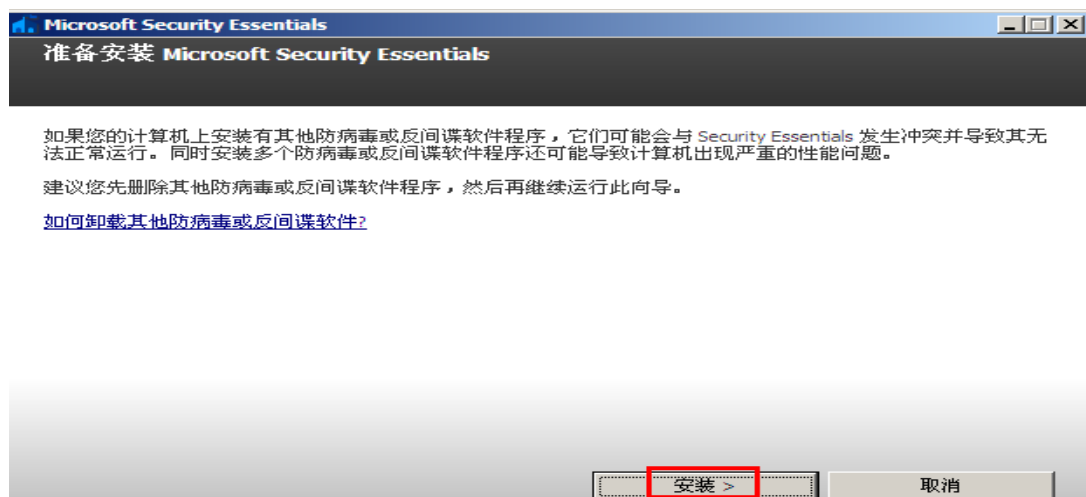 Microsoft Security Essentials
准备安装 Microsoft Security Essentials
如果您的计算机上安装有其他防病毒或反间谍软件程序，它们可能会与 Security Essentials 发生冲突并导致其无
法正常运行。同时安装多个防病毒或反间谍软件程序还可能导致计算机出现严重的性能问题。
建议您先删除其他防病毒或反间谍软件程序，然后再继续运行此向导。
如何卸载其他防病毒或反间谍软件?
安装 >
取消